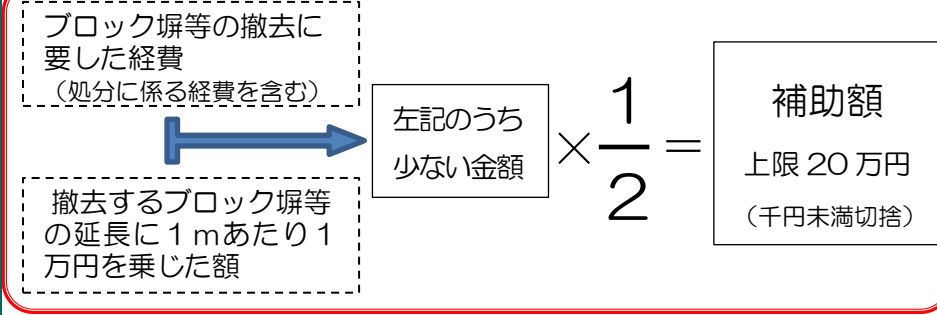 ブロック塀等の撤去に
要した経費
（処分に係る経費を含む）
撤去するブロック塀等
の延長に１ｍあたり１
万円を乗じた額
左記のうち
少ない金額
×1/2＝
補助額
上限 20 万円
（千円未満切捨）